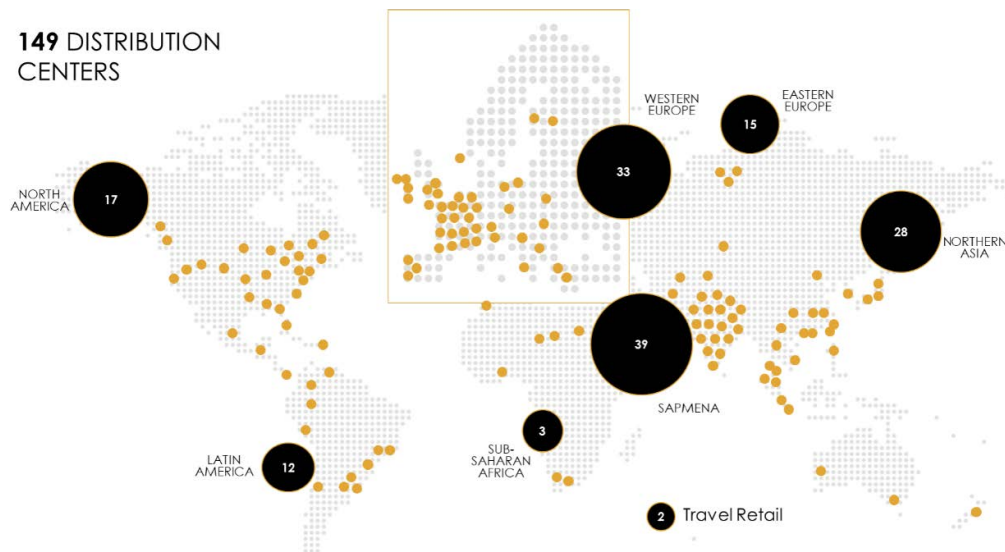 149 DISTRIBUTION
CENTERS
WESTERN
EUROPE
EASTERN
EUROPE
15
33
NORTH
AMERICA
17
28
NORTHERN
ASIA
39
SAPMENA
3
SUB-
SAHARAN
AFRICA
LATIN
AMERICA
12
2 Travel Retail